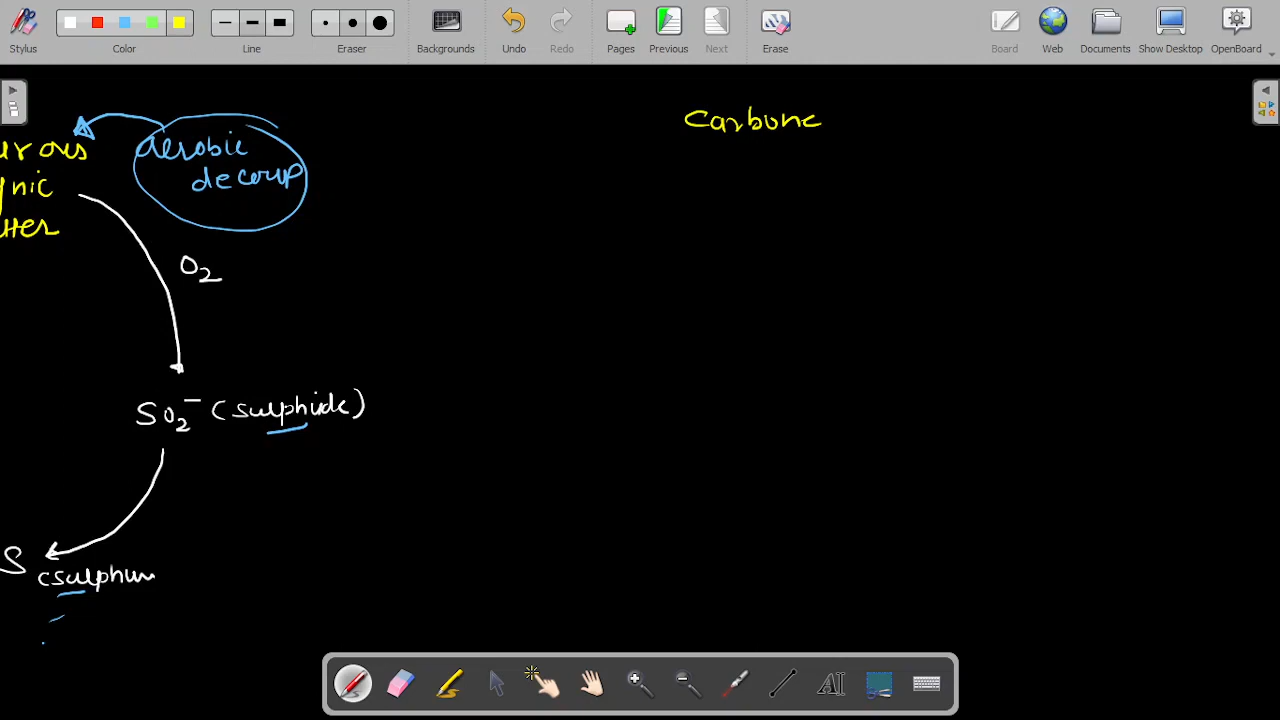 Stylus
Color
Line
Eraser
Backgrounds
Undo
Redo
Pages
Previous
Next
Erase
Board
Web
Documents
Show Desktop
OpenBoard
Carbone
aerobic
decomp
urous
nic
tter
O2
SO2- (sulphide)
S
(sulphur
AI